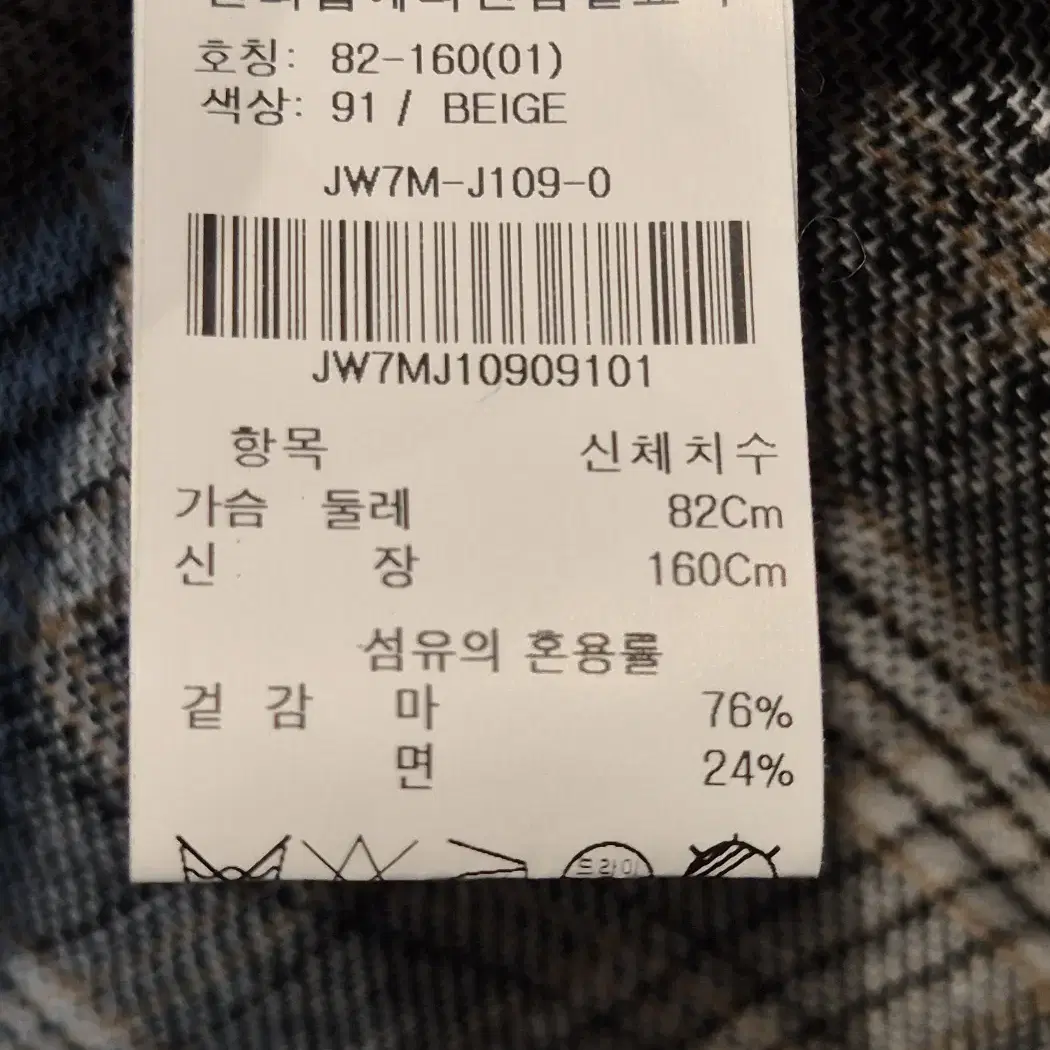 호칭: 82-160(01)
색상: 91 / BEIGE
JW7M-J109-0
JW7MJ10909101
항목 신체치수
가슴 둘레 82Cm
신 장 160Cm
섬유의 혼용률
겉 감 마 76%
면 24%
드라이